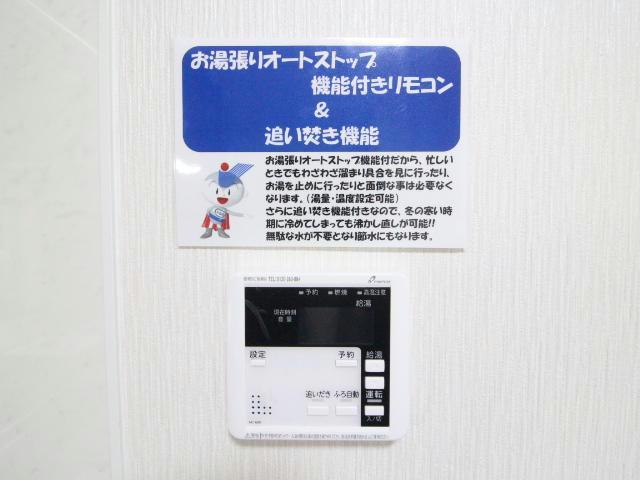 お湯張りオートストップ
機能付きリモコン
&
追い焚き機能
お湯張りオートストップ機能付だから、忙しい
ときでもわざわざ溜まり具合を見に行ったり、
お湯を止めに行ったりと面倒な事は必要なく
なります。(湯量・温度設定可能)
さらに追い焚き機能付きなので、冬の寒い時
期に冷めてしまっても沸かし直しが可能!!
無駄な水が不要となり節水にもなります。
予約 燃焼 高温注意
給湯
現在時刻
音量
設定 予約 給湯
追いだき ふろ自動 運転
入/切